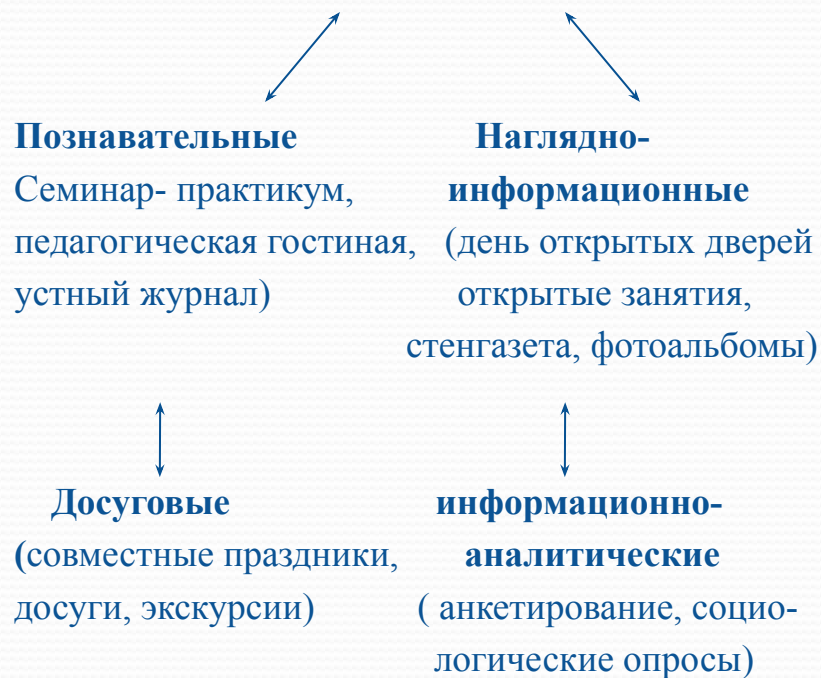 Познавательные
Семинар- практикум,
педагогическая гостиная,
устный журнал)
Наглядно-
информационные
(день открытых дверей
открытые занятия,
стенгазета, фотоальбомы)
Досуговые
(совместные праздники,
досуги, экскурсии)
информационно-
аналитические
( анкетирование, социо-
логические опросы)